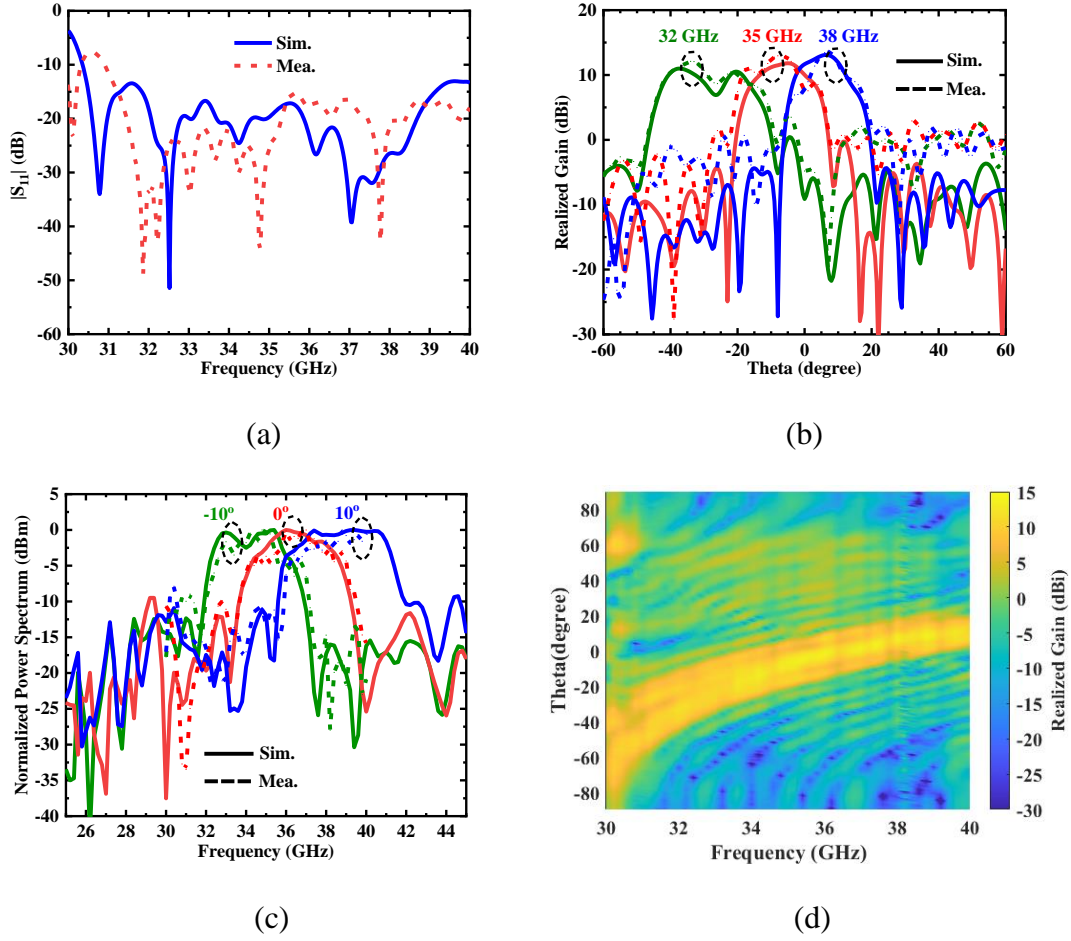 0
-10
-20
-30
-40
-50
-60
|S11| (dB)
Sim.
Mea.
30 31 32 33 34 35 36 37 38 39 40
Frequency (GHz)
(a)
20
10
0
-10
-20
-30
Realized Gain (dBi)
32 GHz 35 GHz 38 GHz
Sim.
Mea.
-60 -40 -20 0 20 40 60
Theta (degree)
(b)
5
0
-5
-10
-15
-20
-25
-30
-35
-40
Normalized Power Spectrum (dBm)
-10° 0° 10°
Sim.
Mea.
26 28 30 32 34 36 38 40 42 44
Frequency (GHz)
(c)
80
60
40
20
0
-20
-40
-60
-80
Theta(degree)
30 32 34 36 38 40
Frequency (GHz)
15
10
5
0
-5
-10
-15
-20
-25
-30
Realized Gain (dBi)
(d)